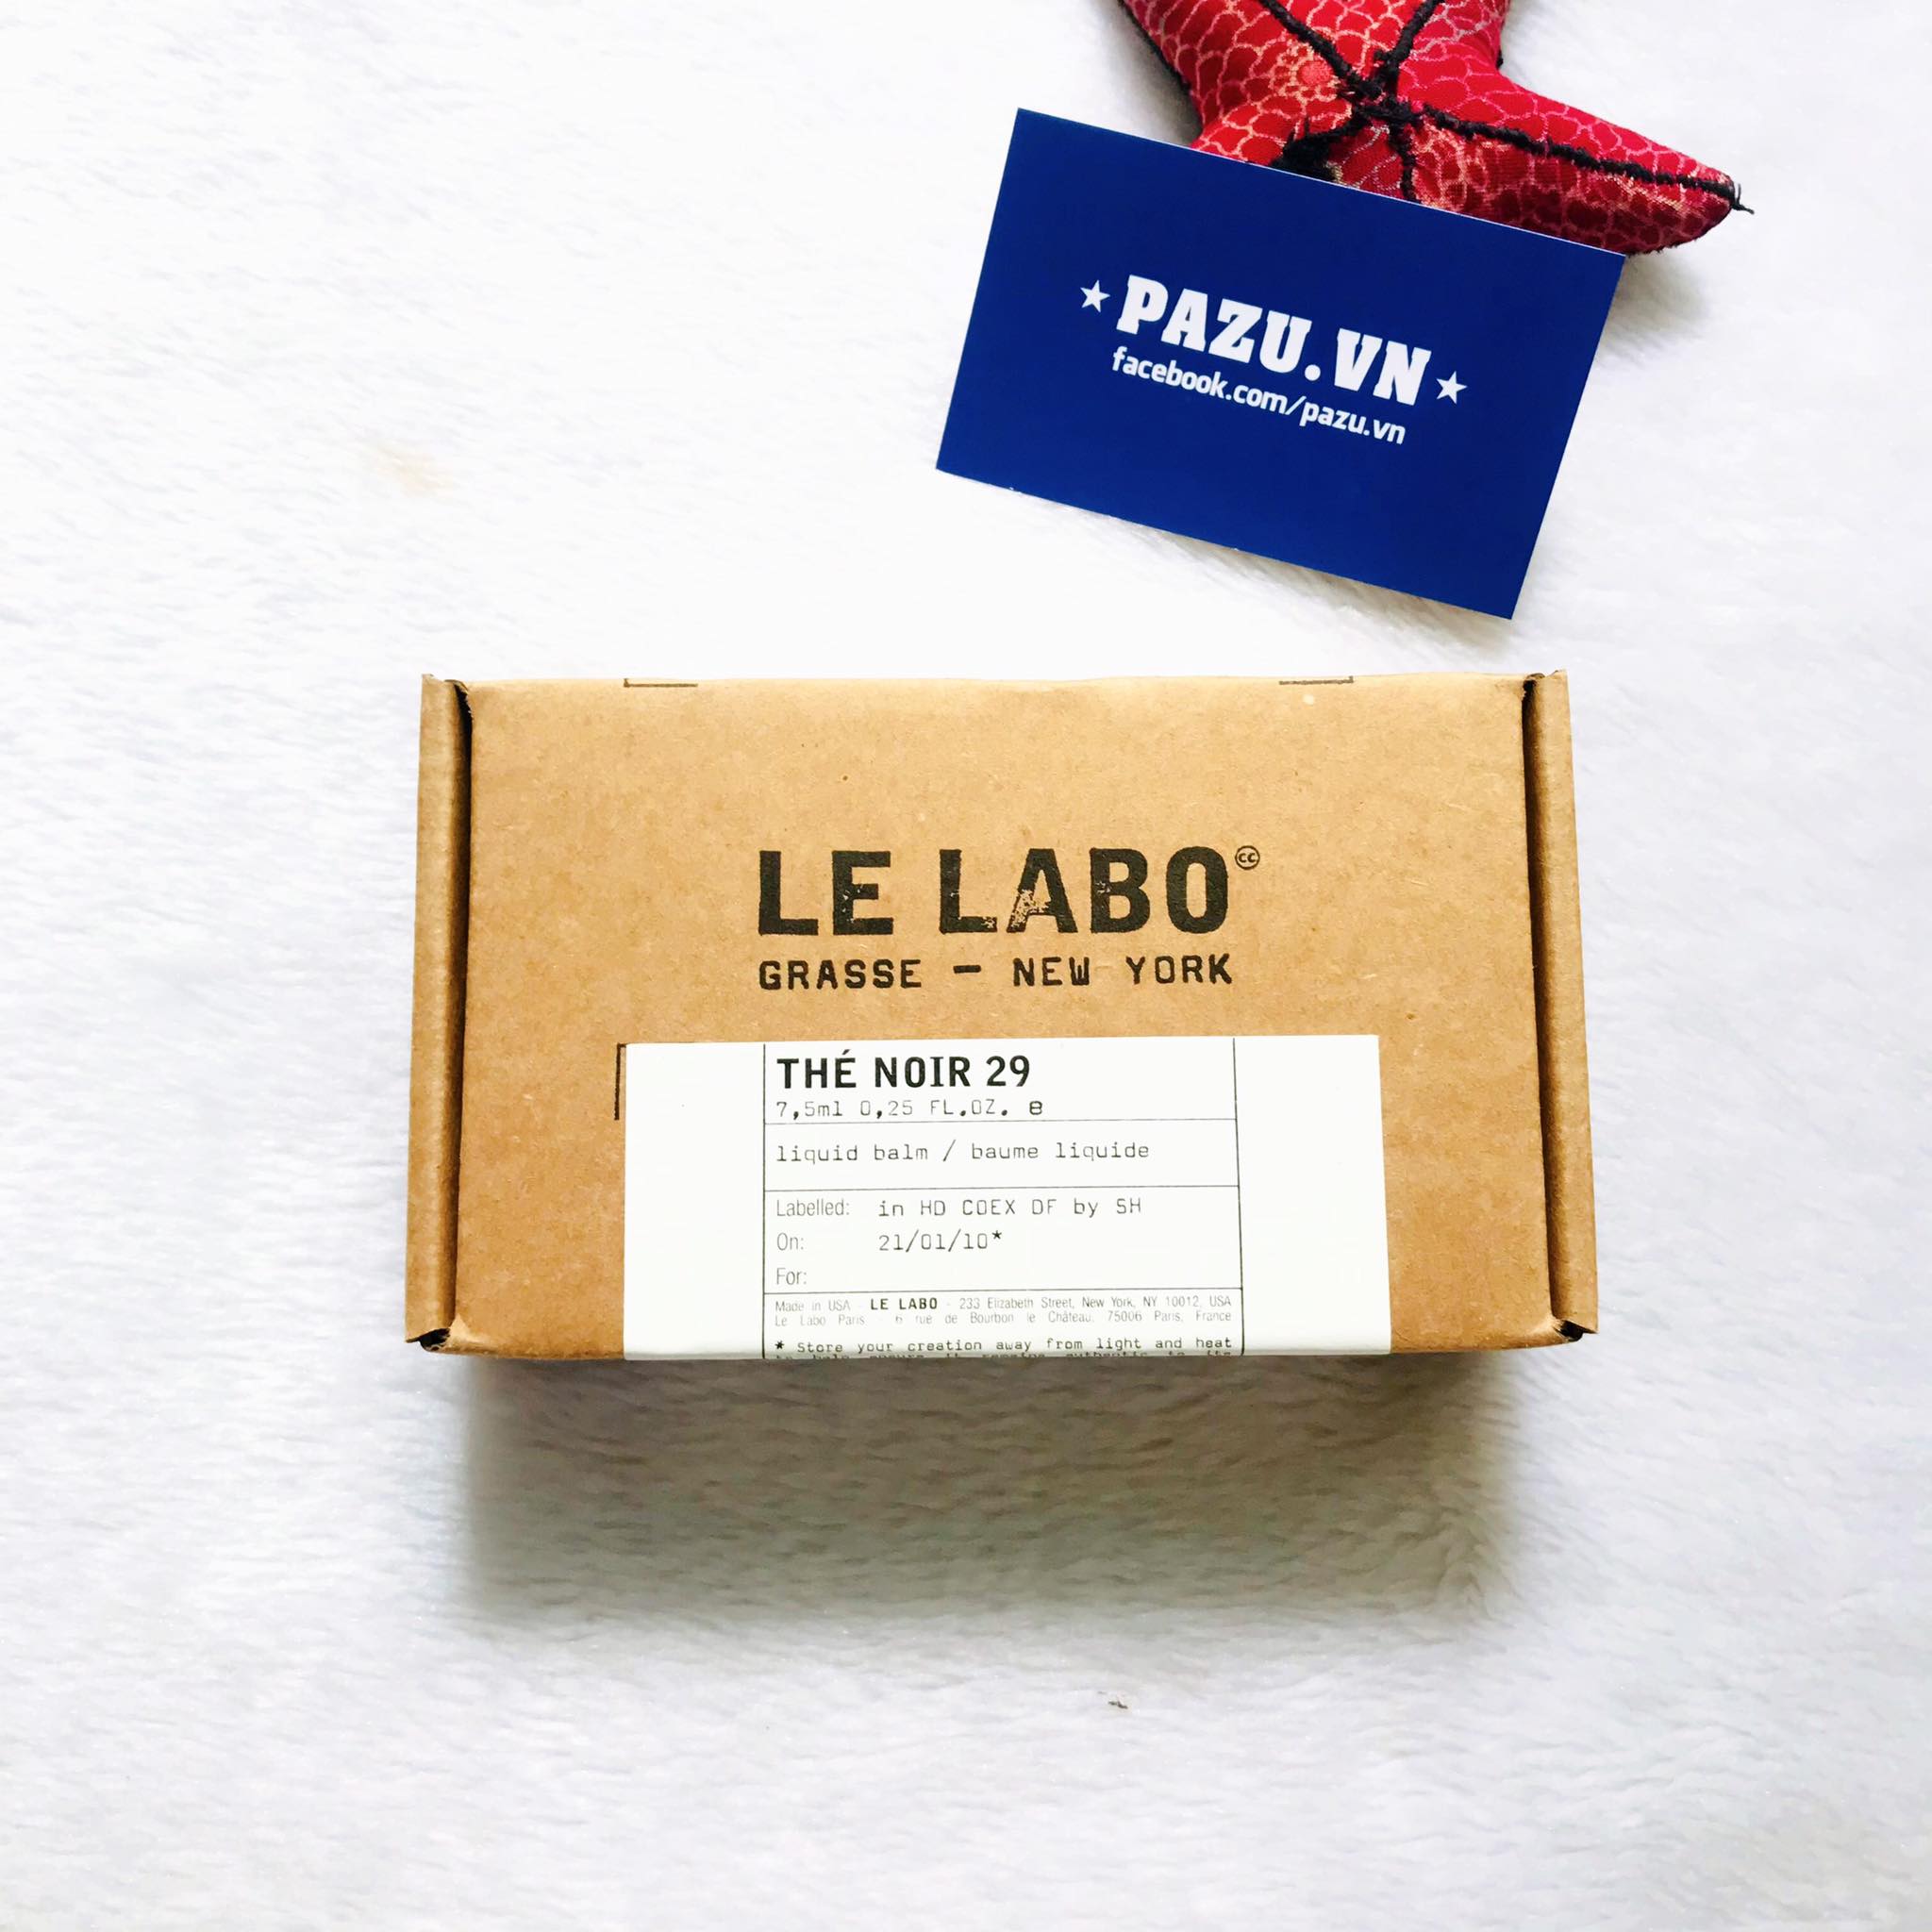 PAZU.VN
facebook.com/pazu.vn
LE LABO
GRASSE — NEW YORK
THÉ NOIR 29
7,5ml 0,25 FL.OZ. e
liquid balm / baume liquide
Labelled: in HD COEX DF by SH
On: 21/01/10*
For:
Made in USA - LE LABO - 233 Elizabeth Street, New York, NY 10012, USA
Le Labo Paris rue de Bourbon le Château, 75006 Paris, France
* Store your creation away from light and heat